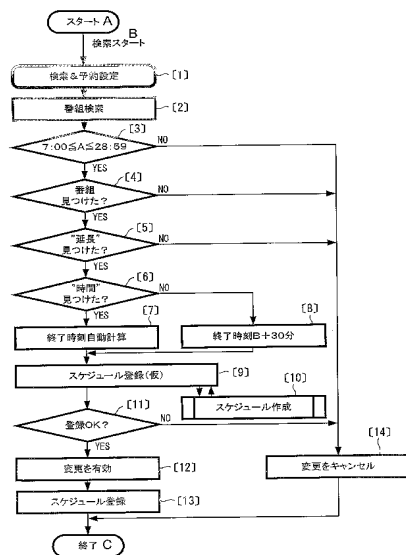 スタート A
B
検索スタート
検索&予約設定
[1]
番組検索
[2]
[3]
7:00≦A≦28:59
NO
YES
[4]
番組
見つけた?
NO
YES
[5]
"延長"
見つけた?
NO
YES
[6]
"時間"
見つけた?
NO
YES
[7]
終了時刻自動計算
[8]
終了時刻B+30分
スケジュール登録(仮)
[9]
[10]
スケジュール作成
[11]
登録OK?
NO
YES
変更を有効
[12]
[14]
変更をキャンセル
スケジュール登録
[13]
終了 C